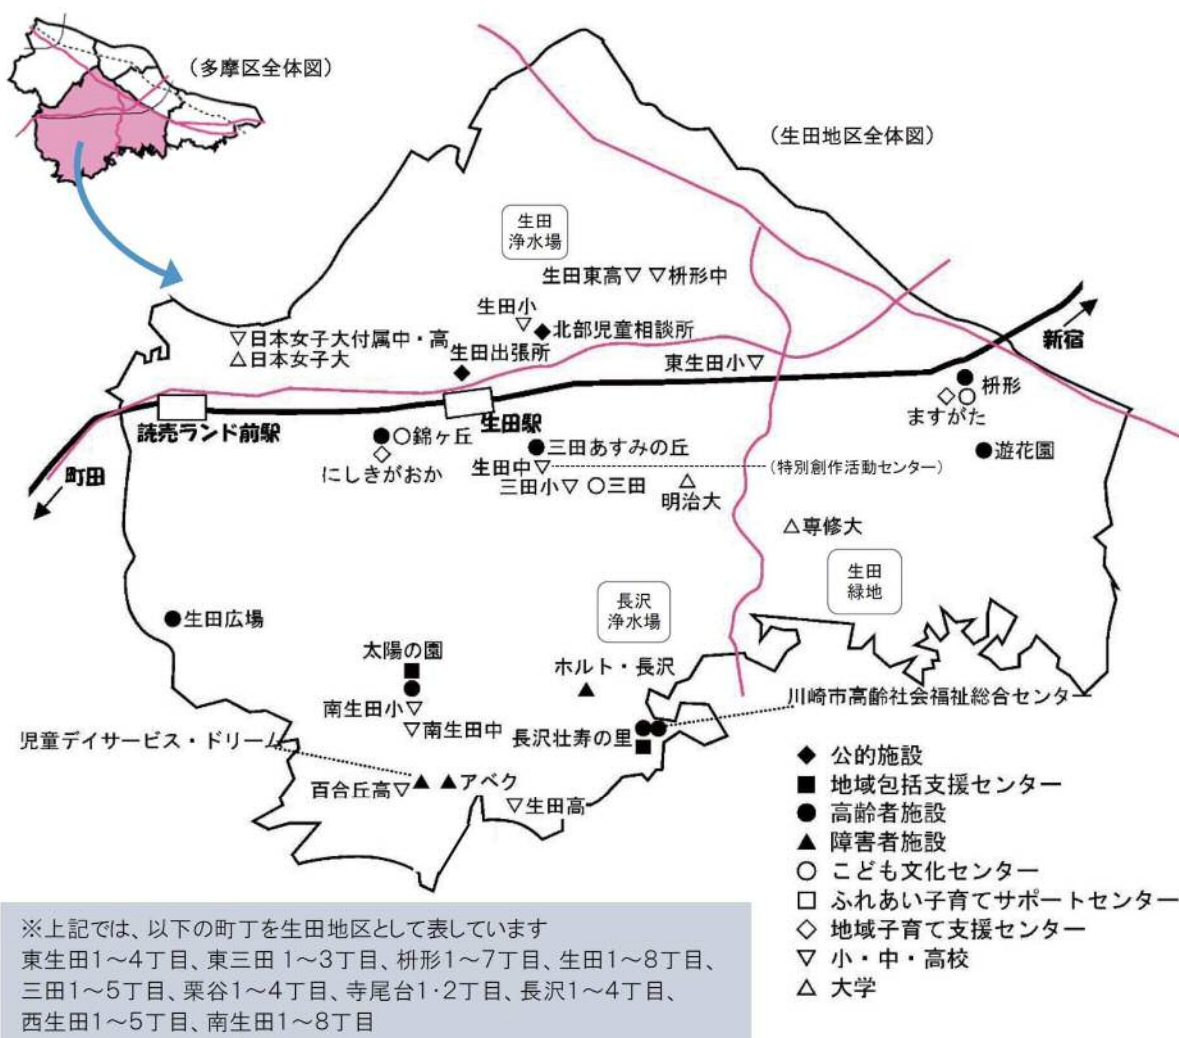 (多摩区全体図)
(生田地区全体図)
生田
浄水場
生田東高▽ ▽枡形中
生田小
▽
◆北部児童相談所
▽日本女子大付属中・高
△日本女子大
生田出張所
◆
東生田小▽
新宿
読売ランド前駅
生田駅
枡形
ますがた
●○錦ヶ丘
にしきがおか
●三田あすみの丘
●遊花園
町田
生田中▽
(特別創作活動センター)
三田小▽ ○三田
△
明治大
△専修大
生田
緑地
長沢
浄水場
●生田広場
太陽の園
ホルト・長沢
南生田小▽
▽南生田中
川崎市高齢社会福祉総合センター
長沢壮寿の里
児童デイサービス・ドリーム
百合丘高▽
▲アベク
▽生田高
◆ 公的施設
■ 地域包括支援センター
● 高齢者施設
▲ 障害者施設
○ こども文化センター
□ ふれあい子育てサポートセンター
◇ 地域子育て支援センター
▽ 小・中・高校
△ 大学
※上記では、以下の町丁を生田地区として表しています
東生田1〜4丁目、東三田1〜3丁目、枡形1〜7丁目、生田1〜8丁目、
三田1〜5丁目、栗谷1〜4丁目、寺尾台1・2丁目、長沢1〜4丁目、
西生田1〜5丁目、南生田1〜8丁目